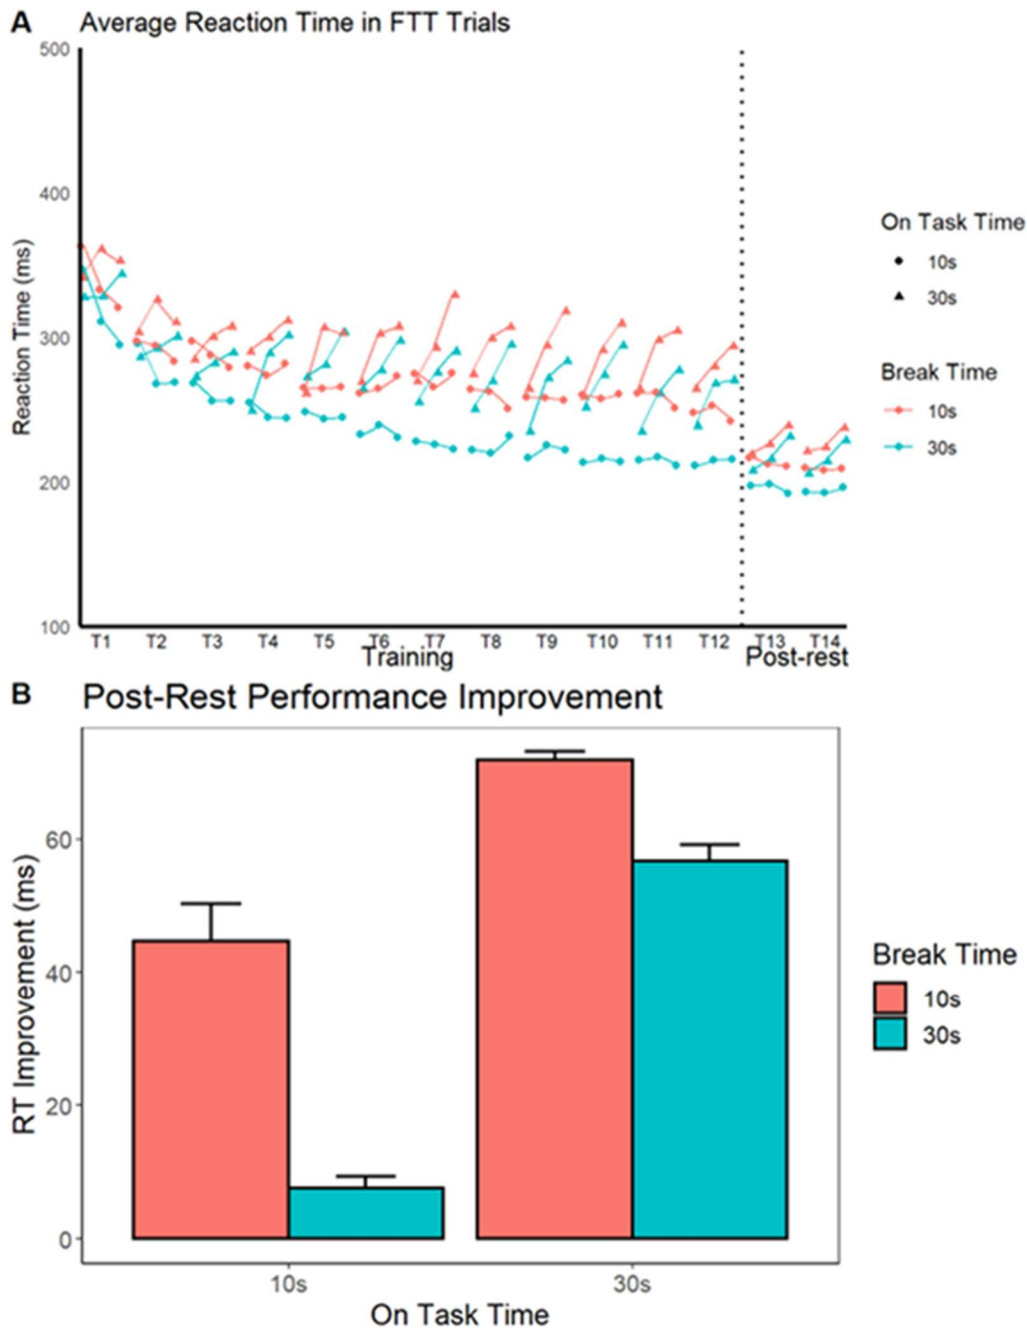 A Average Reaction Time in FTT Trials
500
400
300
200
100
Reaction Time (ms)
T1 T2 T3 T4 T5 T6 T7 T8 T9 T10 T11 T12 T13 T14
Training Post-rest
On Task Time
10s
30s
Break Time
10s
30s
B Post-Rest Performance Improvement
60
40
20
0
RT Improvement (ms)
10s 30s
On Task Time
Break Time
10s
30s